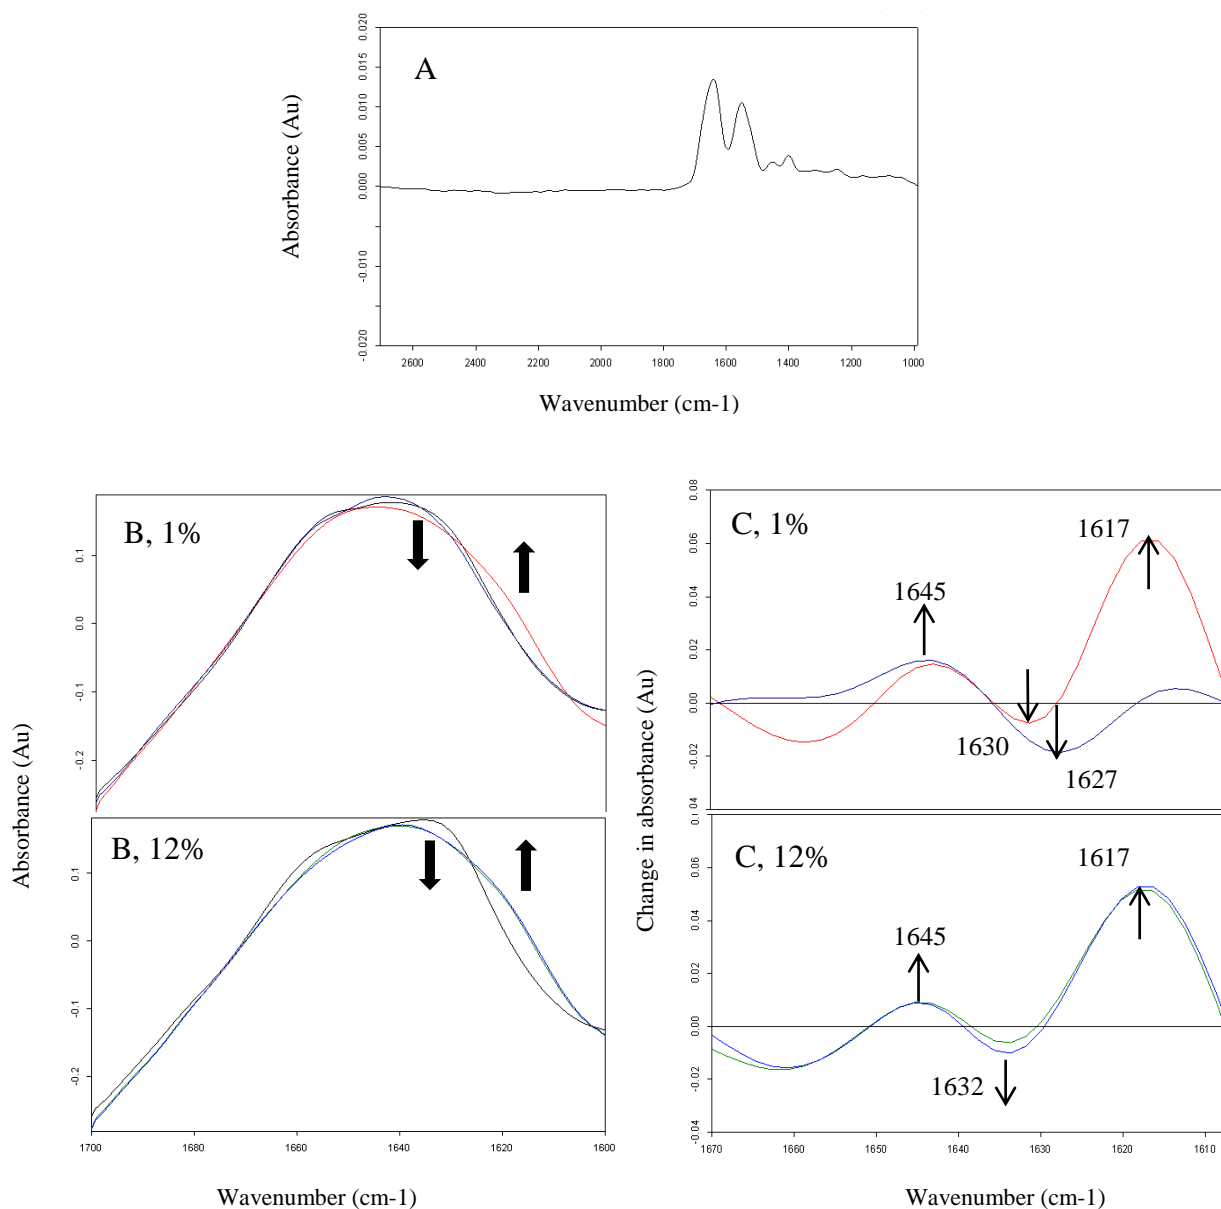 A
Absorbance (Au)
0.020
0.015
0.010
0.005
0.000
-0.010
-0.020
2600 2400 2200 2000 1800 1600 1400 1200 1000
Wavenumber (cm-1)
B, 1%
0.1
0.0
-0.1
-0.2
B, 12%
0.1
0.0
-0.1
-0.2
Absorbance (Au)
1700 1680 1660 1640 1620 1600
Wavenumber (cm-1)
C, 1%
1617
1645
1630
1627
0.08
0.06
0.04
0.02
0.00
-0.02
04
C, 12%
1617
1645
1632
0.1
0.06
0.04
0.02
0.00
-0.02
-0.04
Change in absorbance (Au)
1670 1660 1650 1640 1630 1620 1610
Wavenumber (cm-1)